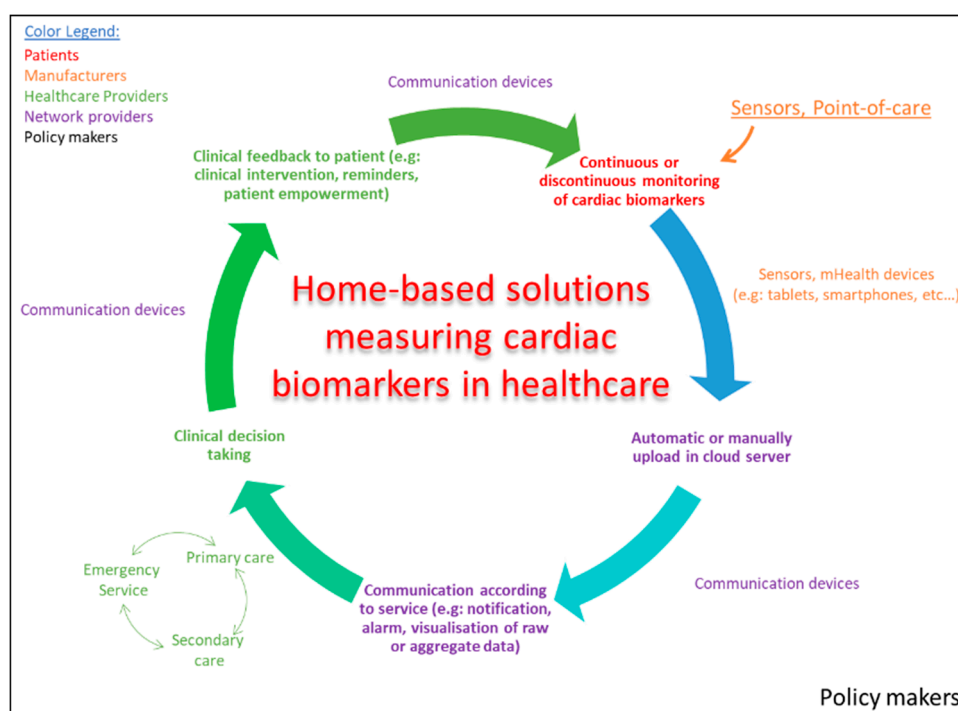 Color Legend:
Patients
Manufacturers
Healthcare Providers
Network providers
Policy makers
Communication devices
Sensors, Point-of-care
Clinical feedback to patient (e.g:
clinical intervention, reminders,
patient empowerment)
Continuous or
discontinuous monitoring
of cardiac biomarkers
Sensors, mHealth devices
(e.g: tablets, smartphones, etc...)
Communication devices
Home-based solutions
measuring cardiac
biomarkers in healthcare
Clinical decision
taking
Automatic or manually
upload in cloud server
Primary care
Emergency
Service
Secondary
care
Communication according
to service (e.g: notification,
alarm, visualisation of raw
or aggregate data)
Communication devices
Policy makers